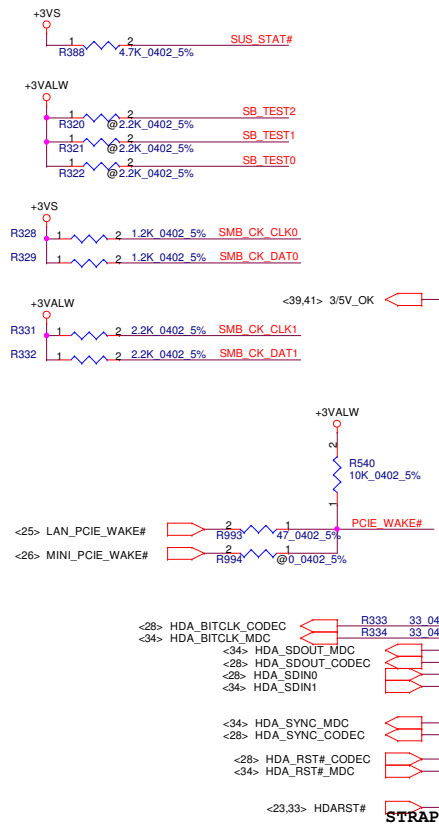 +3VS
1 2 SUS_STAT#
R388 4.7K_0402_5%
+3VALW
1 2 SB_TEST2
R320 @2.2K_0402_5%
1 2 SB_TEST1
R321 @2.2K_0402_5%
1 2 SB_TEST0
R322 @2.2K_0402_5%
+3VS
R328 1 2 1.2K_0402_5% SMB_CK_CLK0
R329 1 2 1.2K_0402_5% SMB_CK_DAT0
<39,41> 3/5V_OK
+3VALW
R331 1 2 2.2K_0402_5% SMB_CK_CLK1
R332 1 2 2.2K_0402_5% SMB_CK_DAT1
+3VALW
2
R540
10K_0402_5%
1
<25> LAN_PCIE_WAKE# 2 1 PCIE_WAKE#
R993 47_0402_5%
<26> MINI_PCIE_WAKE# 2 1
R994 @0_0402_5%
<28> HDA_BITCLK_CODEC R333 33_04
<34> HDA_BITCLK_MDC R334 33_04
<34> HDA_SDOUT_MDC
<28> HDA_SDOUT_CODEC
<28> HDA_SDIN0
<34> HDA_SDIN1
<34> HDA_SYNC_MDC
<28> HDA_SYNC_CODEC
<28> HDA_RST#_CODEC
<34> HDA_RST#_MDC
<23,33> HDARST#
STRAP